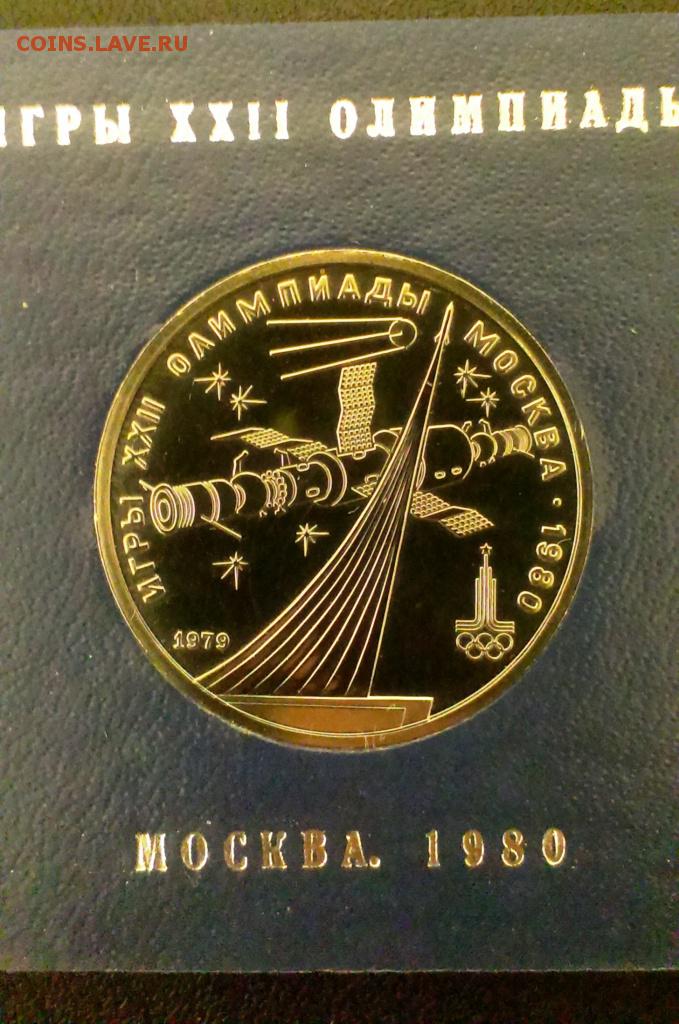 COINS.LAVE.RU
ИГРЫ XXII ОЛИМПИАДЫ
ИГРЫ XXII ОЛИМПИАДЫ МОСКВА · 1980
1979
МОСКВА. 1980